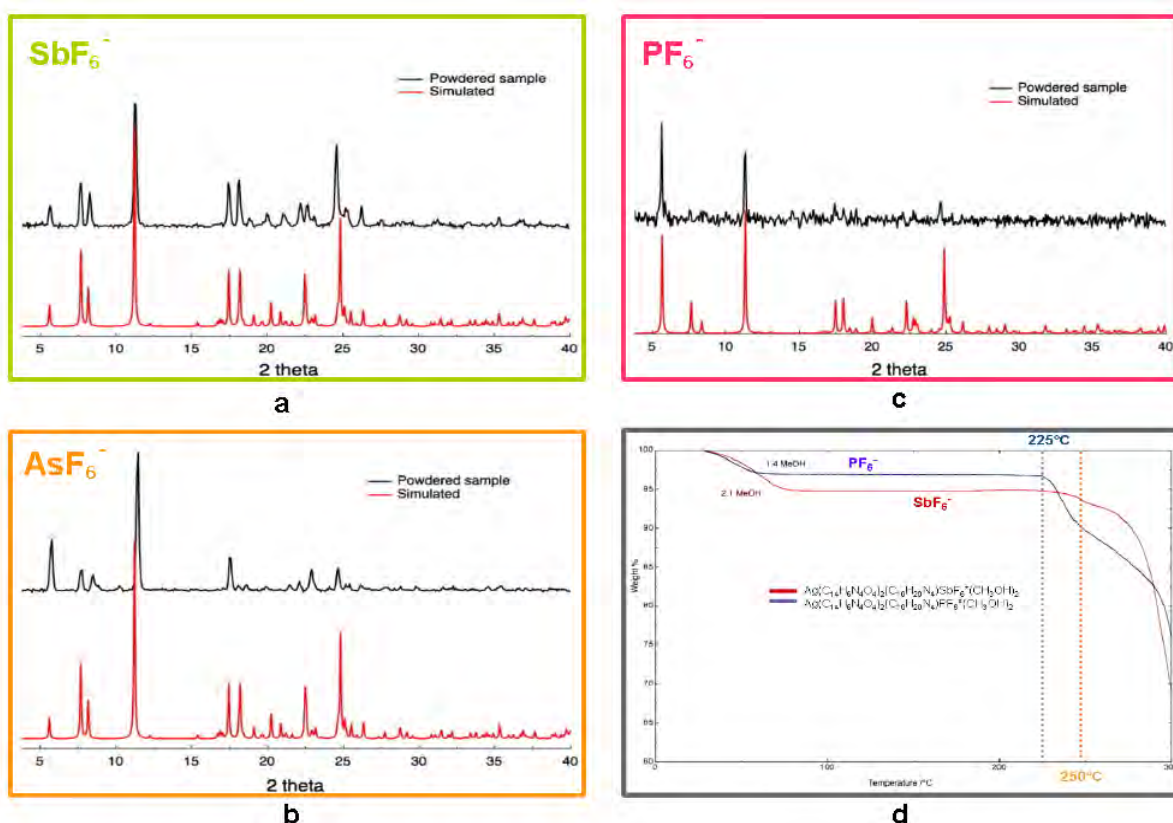 SbF₆⁻
Powdered sample
Simulated
5 10 15 20 25 30 35 40
2 theta
a
PF₆⁻
Powdered sample
Simulated
5 10 15 20 25 30 35 40
2 theta
c
AsF₆⁻
Powdered sample
Simulated
5 10 15 20 25 30 35 40
2 theta
b
225°C
100
95
90
85
80
75
70
65
60
Weight %
1.4 MeOH
PF₆⁻
2.1 MeOH
SbF₆⁻
0 100 200 300
Temperature /°C
250°C
d